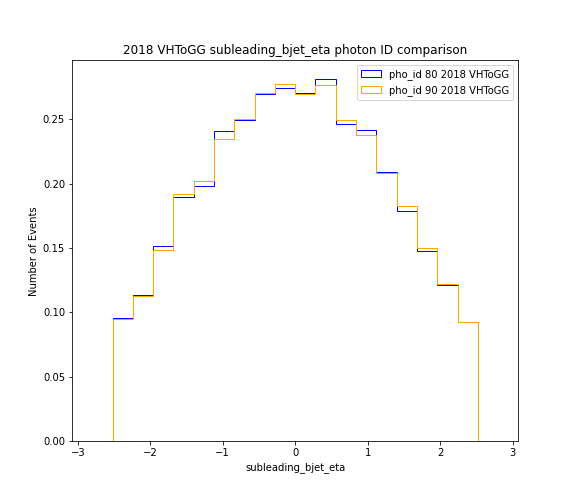 2018 VHToGG subleading_bjet_eta photon ID comparison
pho_id 80 2018 VHToGG
pho_id 90 2018 VHToGG
Number of Events
0.25
0.20
0.15
0.10
0.05
0.00
−3
−2
−1
0
1
2
3
subleading_bjet_eta